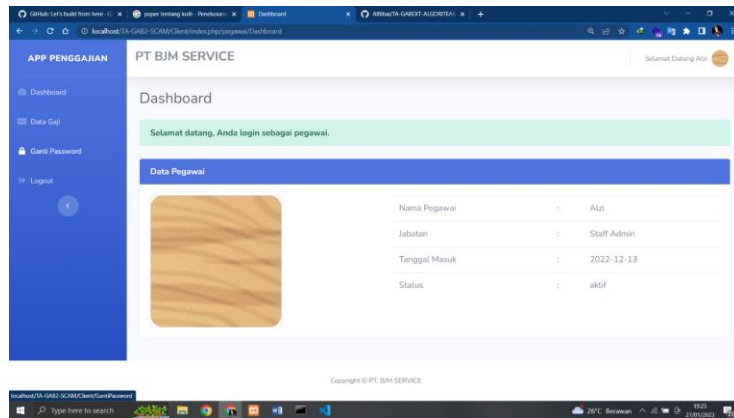 GitHub: Let's build from here · G
paper tentang kulit - Penelusuran
Dashboard
localhost/TA-GAB2-SCAM/Client/index.php/pegawai/Dashboard
APP PENGGAJIAN
PT BJM SERVICE
Selamat Datang Alzi
Dashboard
Dashboard
Data Gaji
Selamat datang, Anda login sebagai pegawai.
Ganti Password
Data Pegawai
Logout
Nama Pegawai : Alzi
Jabatan : Staff Admin
Tanggal Masuk : 2022-12-13
Status : aktif
Copyright © PT. BJM SERVICE
localhost/TA-GAB2-SCAM/Client/GantiPassword
Type here to search
26°C Berawan
19:25
27/01/2023